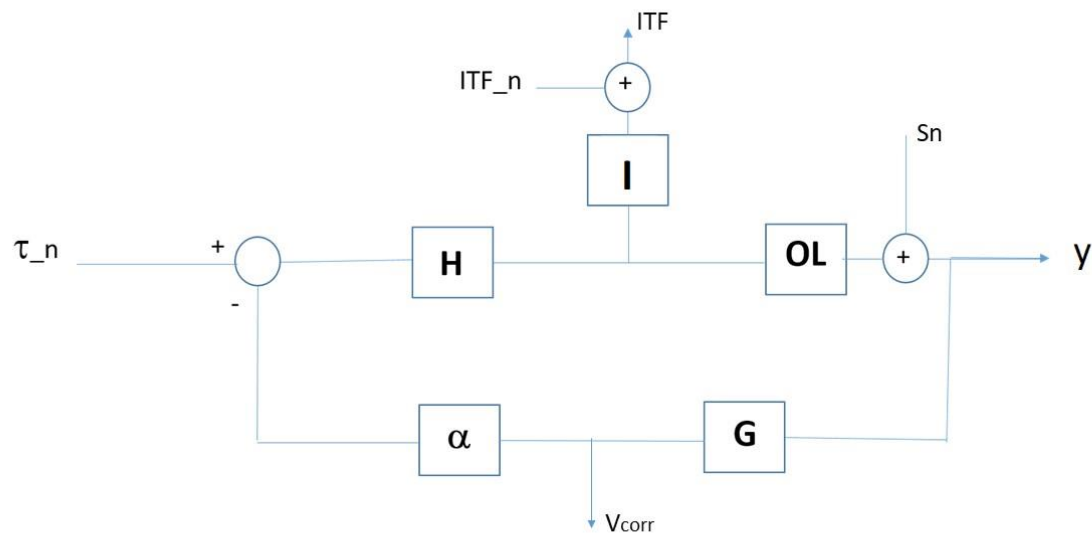 ITF
ITF_n
+
I
Sn
τ_n
+
H
OL
+
y
-
α
G
Vcorr